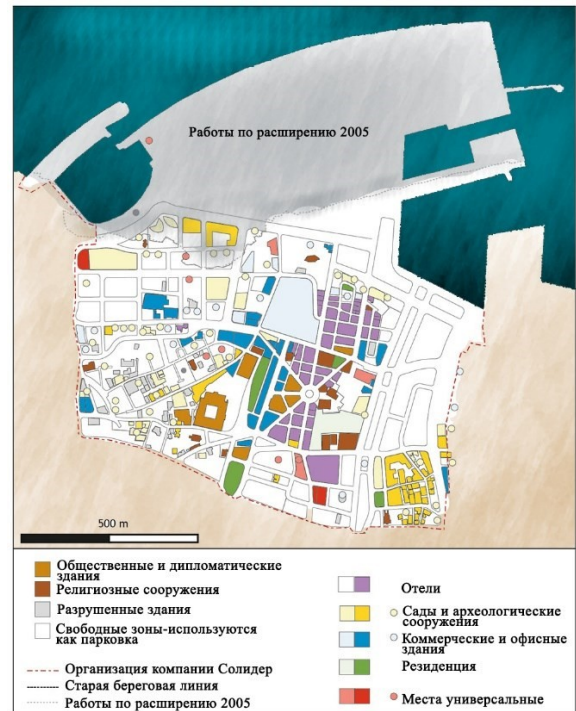 Работы по расширению 2005
500 m
Общественные и дипломатические
здания
Религиозные сооружения
Разрушенные здания
Свободные зоны-используются
как парковка
Организация компании Солидер
Старая береговая линия
Работы по расширению 2005
Отели
Сады и археологические
сооружения
Коммерческие и офисные
здания
Резиденция
Места универсальные